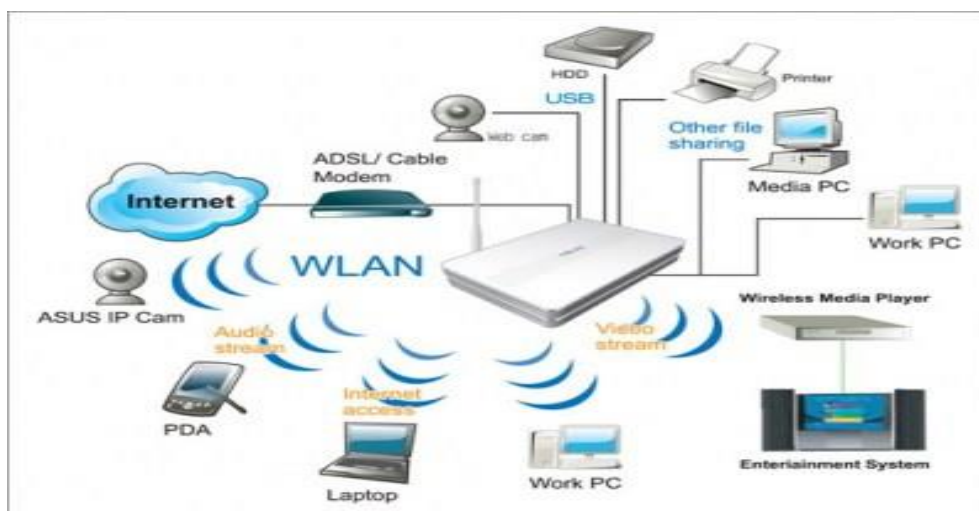 HDD
USB
Printer
Web cam
Other file
sharing
ADSL/ Cable
Modem
Media PC
Internet
Work PC
WLAN
ASUS IP Cam
Wireless Media Player
Audio
stream
Video
stream
Internet
access
PDA
Laptop
Work PC
Enteriainment System